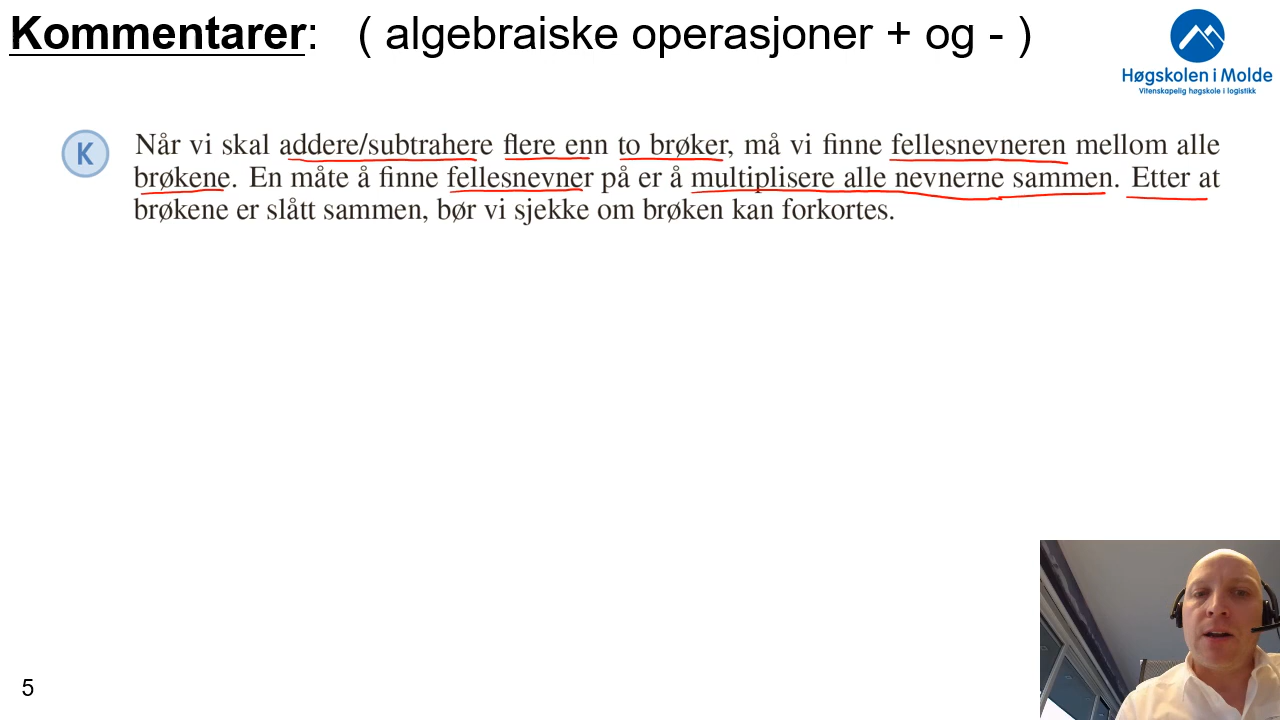 Kommentarer: ( algebraiske operasjoner + og - )
Høgskolen i Molde
Vitenskapelig høgskole i logistikk
K
Når vi skal addere/subtrahere flere enn to brøker, må vi finne fellesnevneren mellom alle
brøkene. En måte å finne fellesnevner på er å multiplisere alle nevnerne sammen. Etter at
brøkene er slått sammen, bør vi sjekke om brøken kan forkortes.
5